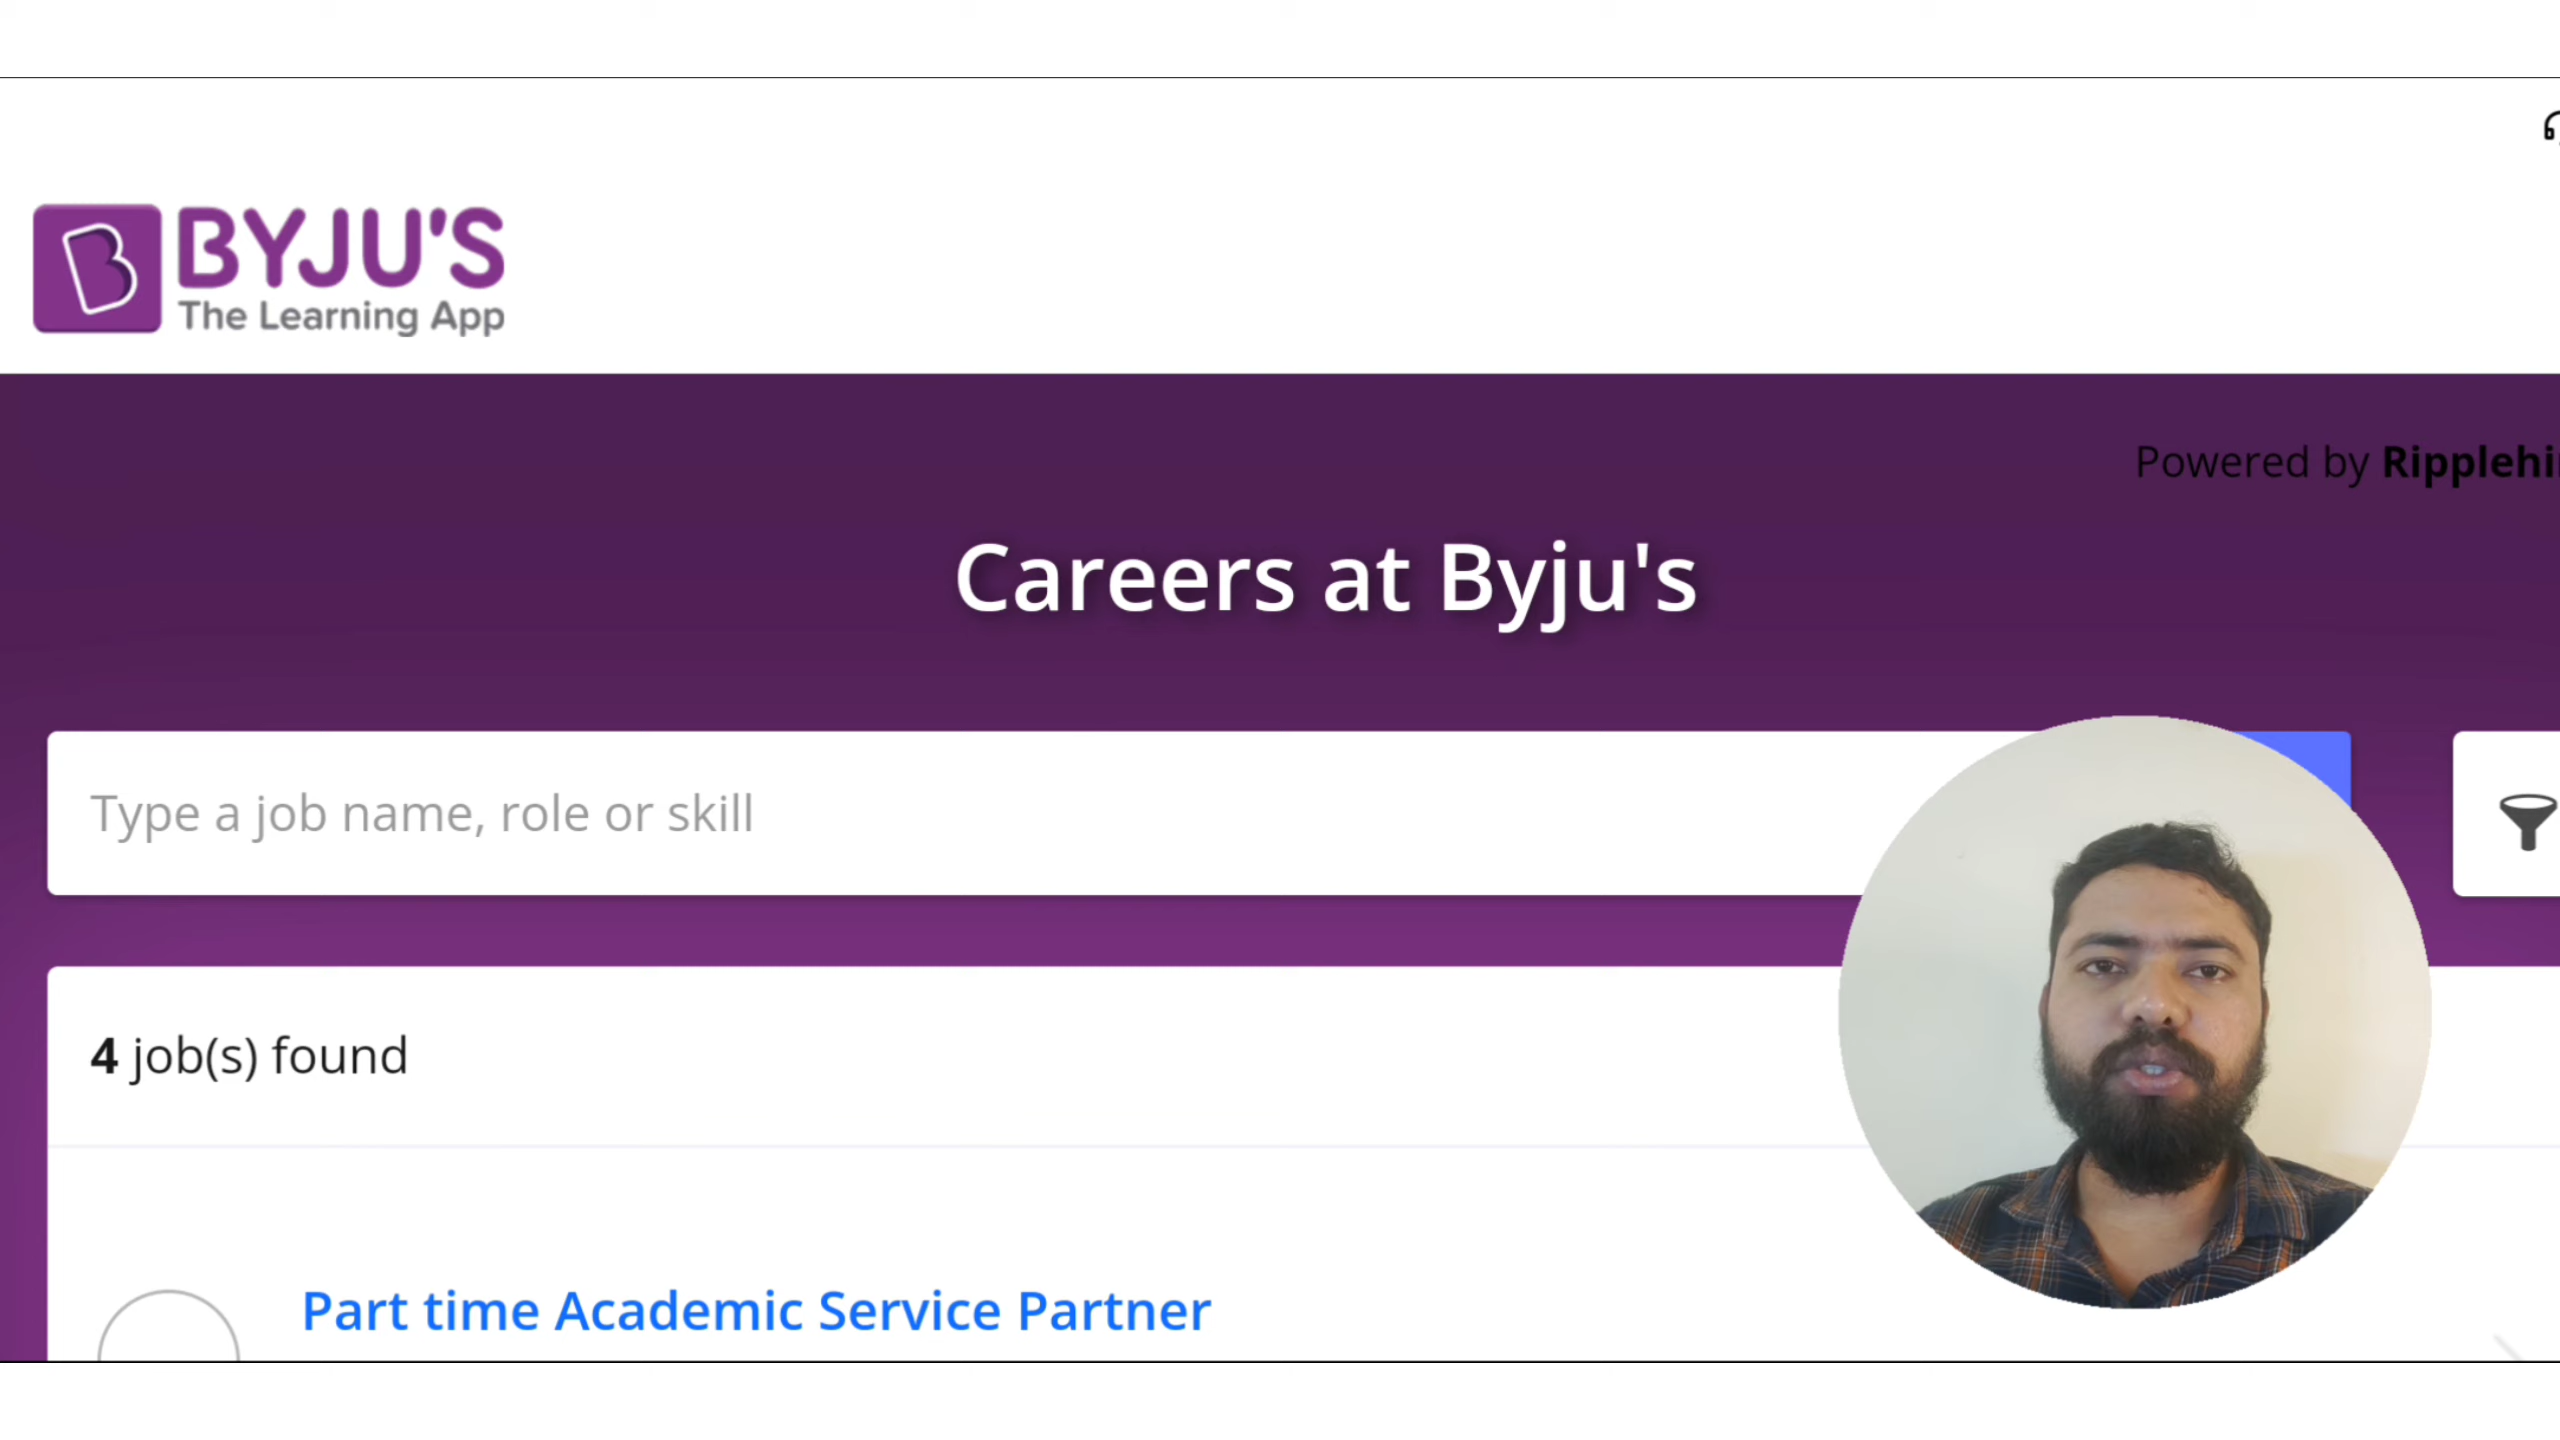 BYJU'S
The Learning App
Powered by
Careers at Byju's
Type a job name, role or skill
4 job(s) found
Part time Academic Service Partner